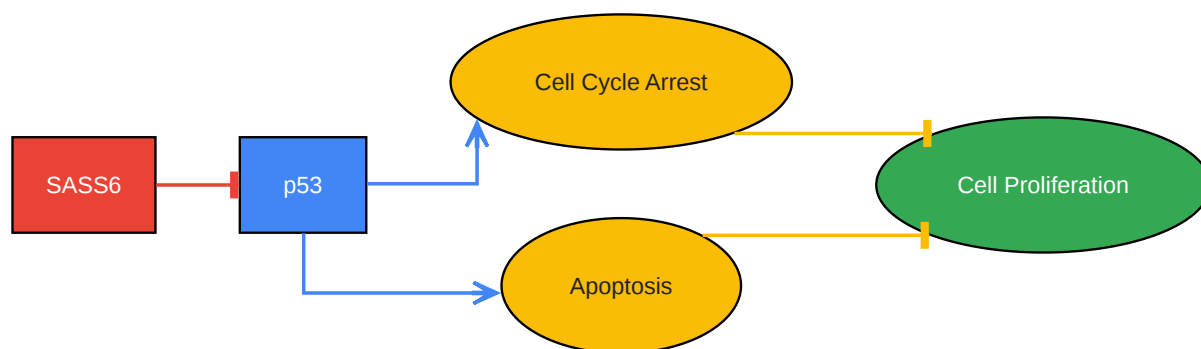 Cell Cycle Arrest
SASS6
p53
Cell Proliferation
Apoptosis